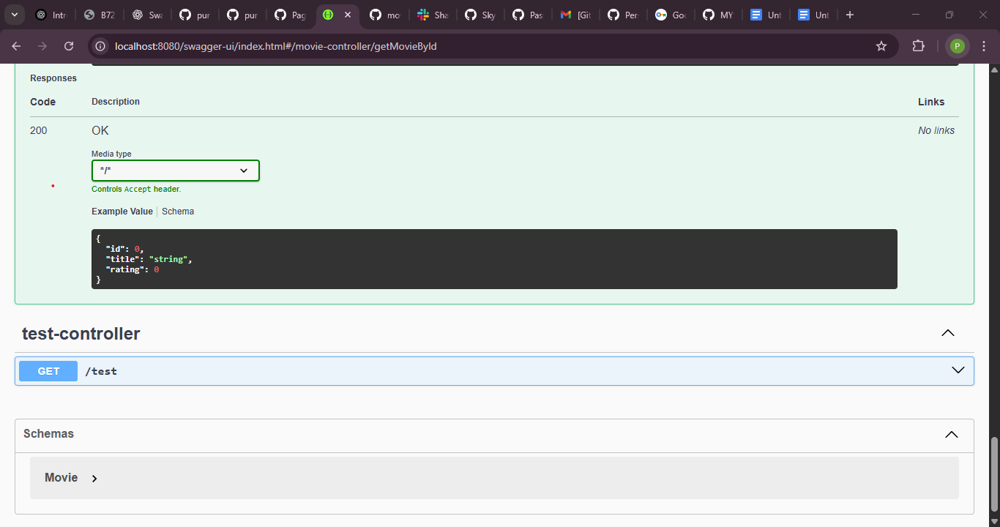 Intro
B72
Swa
pur
pur
Pag
mo
Sha
Sky
Pas
[Git
Per
Goo
MY
Unt
Unt
localhost:8080/swagger-ui/index.html#/movie-controller/getMovieById
P
Responses
Code Description Links
200 OK No links
Media type
*/*
Controls Accept header.
Example Value Schema
{
"id": 0,
"title": "string",
"rating": 0
}
test-controller
GET /test
Schemas
Movie